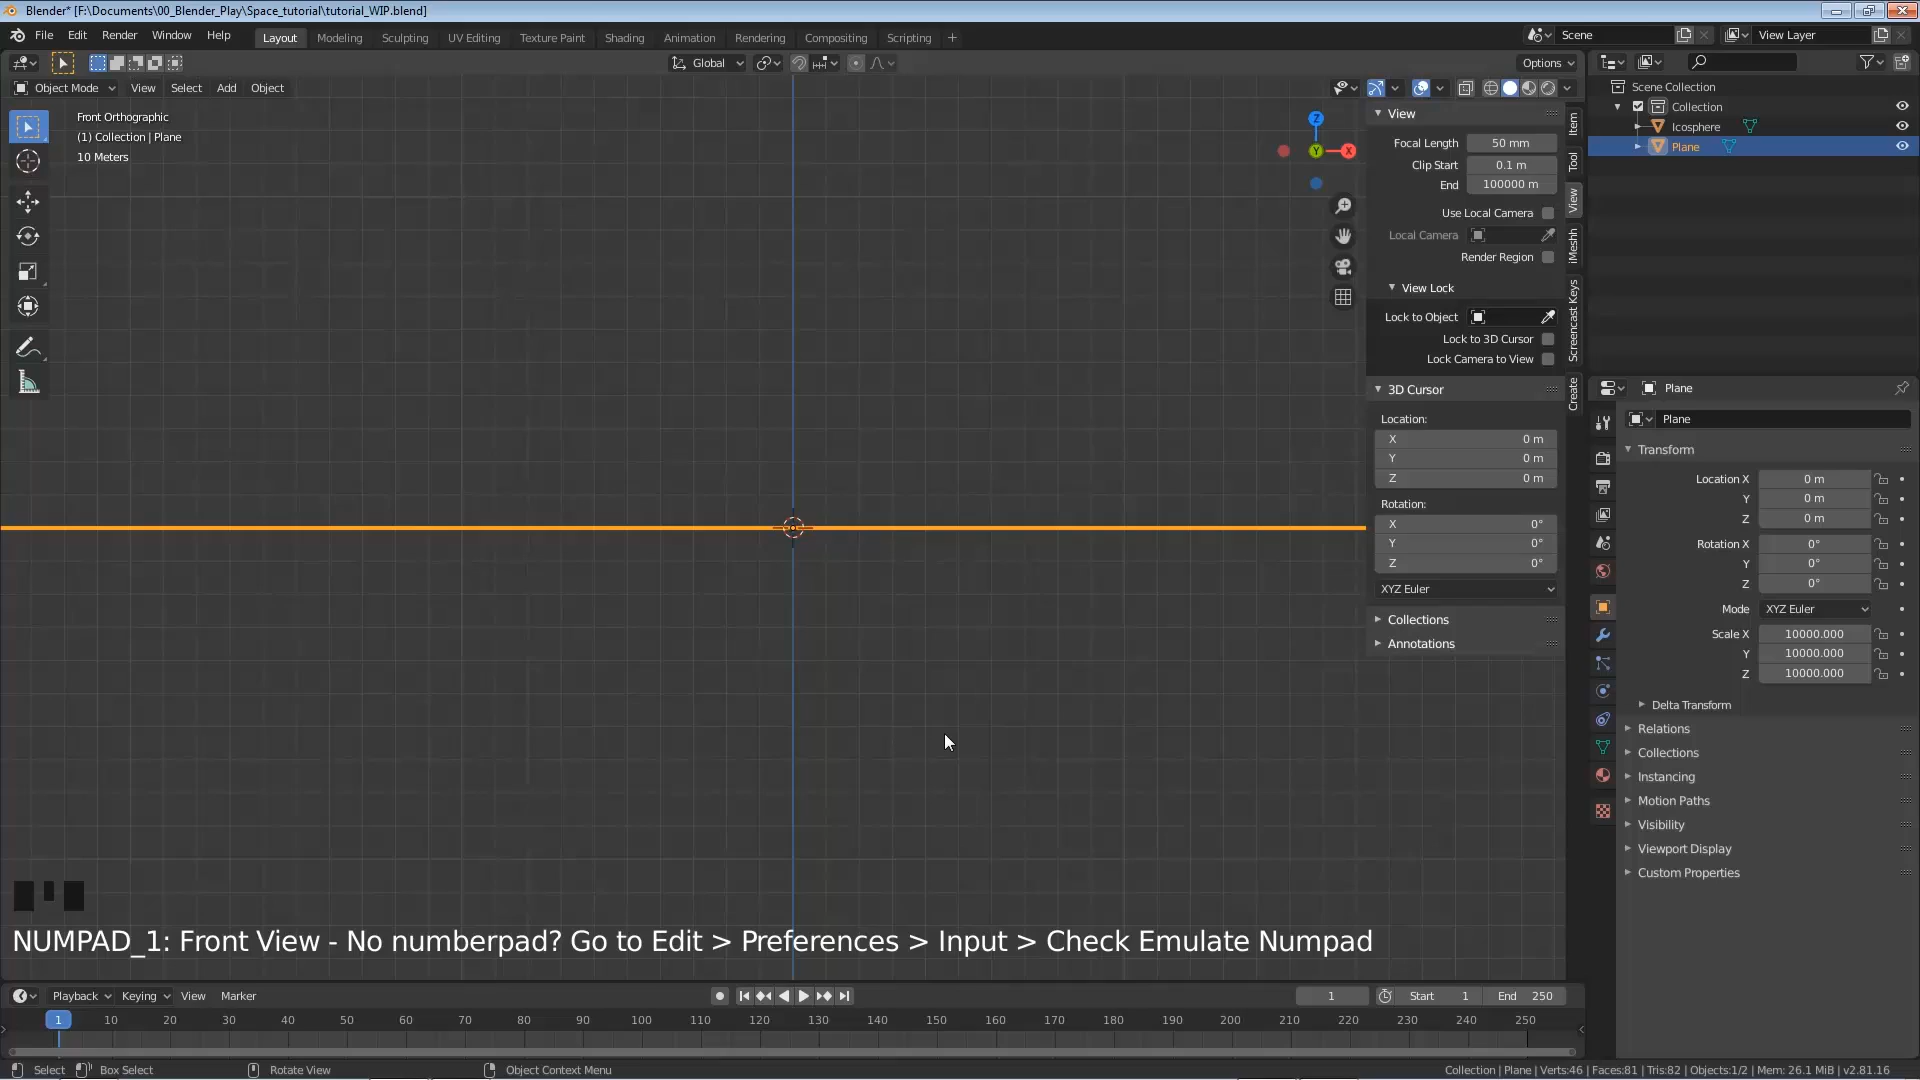 Blender* [F:\Documents\00_Blender_Play\Space_tutorial\tutorial_WIP.blend]
File Edit Render Window Help Layout Modeling Sculpting UV Editing Texture Paint Shading Animation Rendering Compositing Scripting + Scene View Layer
Global Options
Object Mode View Select Add Object
Front Orthographic
(1) Collection | Plane
10 Meters
Z
Y
X
View
Focal Length 50 mm
Clip Start 0.1 m
End 100000 m
Use Local Camera
Local Camera
Render Region
View Lock
Lock to Object
Lock to 3D Cursor
Lock Camera to View
3D Cursor
Location:
X 0 m
Y 0 m
Z 0 m
Rotation:
X 0°
Y 0°
Z 0°
XYZ Euler
Collections
Annotations
Item
Tool
View
iMeshh
Screencast Keys
Create
Scene Collection
Collection
Icosphere
Plane
Plane
Plane
Transform
Location X 0 m
Y 0 m
Z 0 m
Rotation X 0°
Y 0°
Z 0°
Mode XYZ Euler
Scale X 10000.000
Y 10000.000
Z 10000.000
Delta Transform
Relations
Collections
Instancing
Motion Paths
Visibility
Viewport Display
Custom Properties
NUMPAD_1: Front View - No numberpad? Go to Edit > Preferences > Input > Check Emulate Numpad
Playback Keying View Marker 1 Start 1 End 250
1 10 20 30 40 50 60 70 80 90 100 110 120 130 140 150 160 170 180 190 200 210 220 230 240 250
Select Box Select Rotate View Object Context Menu Collection | Plane | Verts:46 | Faces:81 | Tris:82 | Objects:1/2 | Mem: 26.1 MiB | v2.81.16